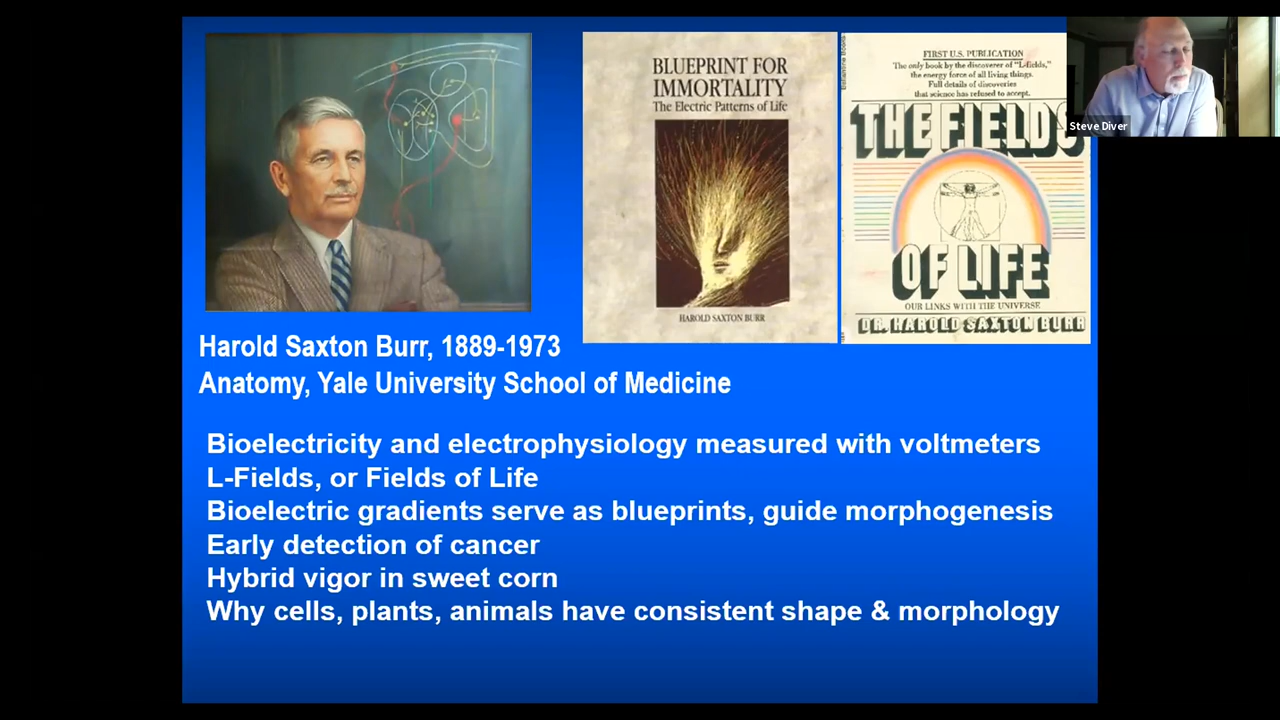 BLUEPRINT FOR
IMMORTALITY
The Electric Patterns of Life
HAROLD SAXTON BURR
FIRST U.S. PUBLICATION
The only book by the discoverer of "L-fields,"
the energy force of all living things.
Full details of discoveries
that science has refused to accept.
THE FIELDS
OF LIFE
OUR LINKS WITH THE UNIVERSE
DR. HAROLD SAXTON BURR
Steve Diver
Harold Saxton Burr, 1889-1973
Anatomy, Yale University School of Medicine
Bioelectricity and electrophysiology measured with voltmeters
L-Fields, or Fields of Life
Bioelectric gradients serve as blueprints, guide morphogenesis
Early detection of cancer
Hybrid vigor in sweet corn
Why cells, plants, animals have consistent shape & morphology